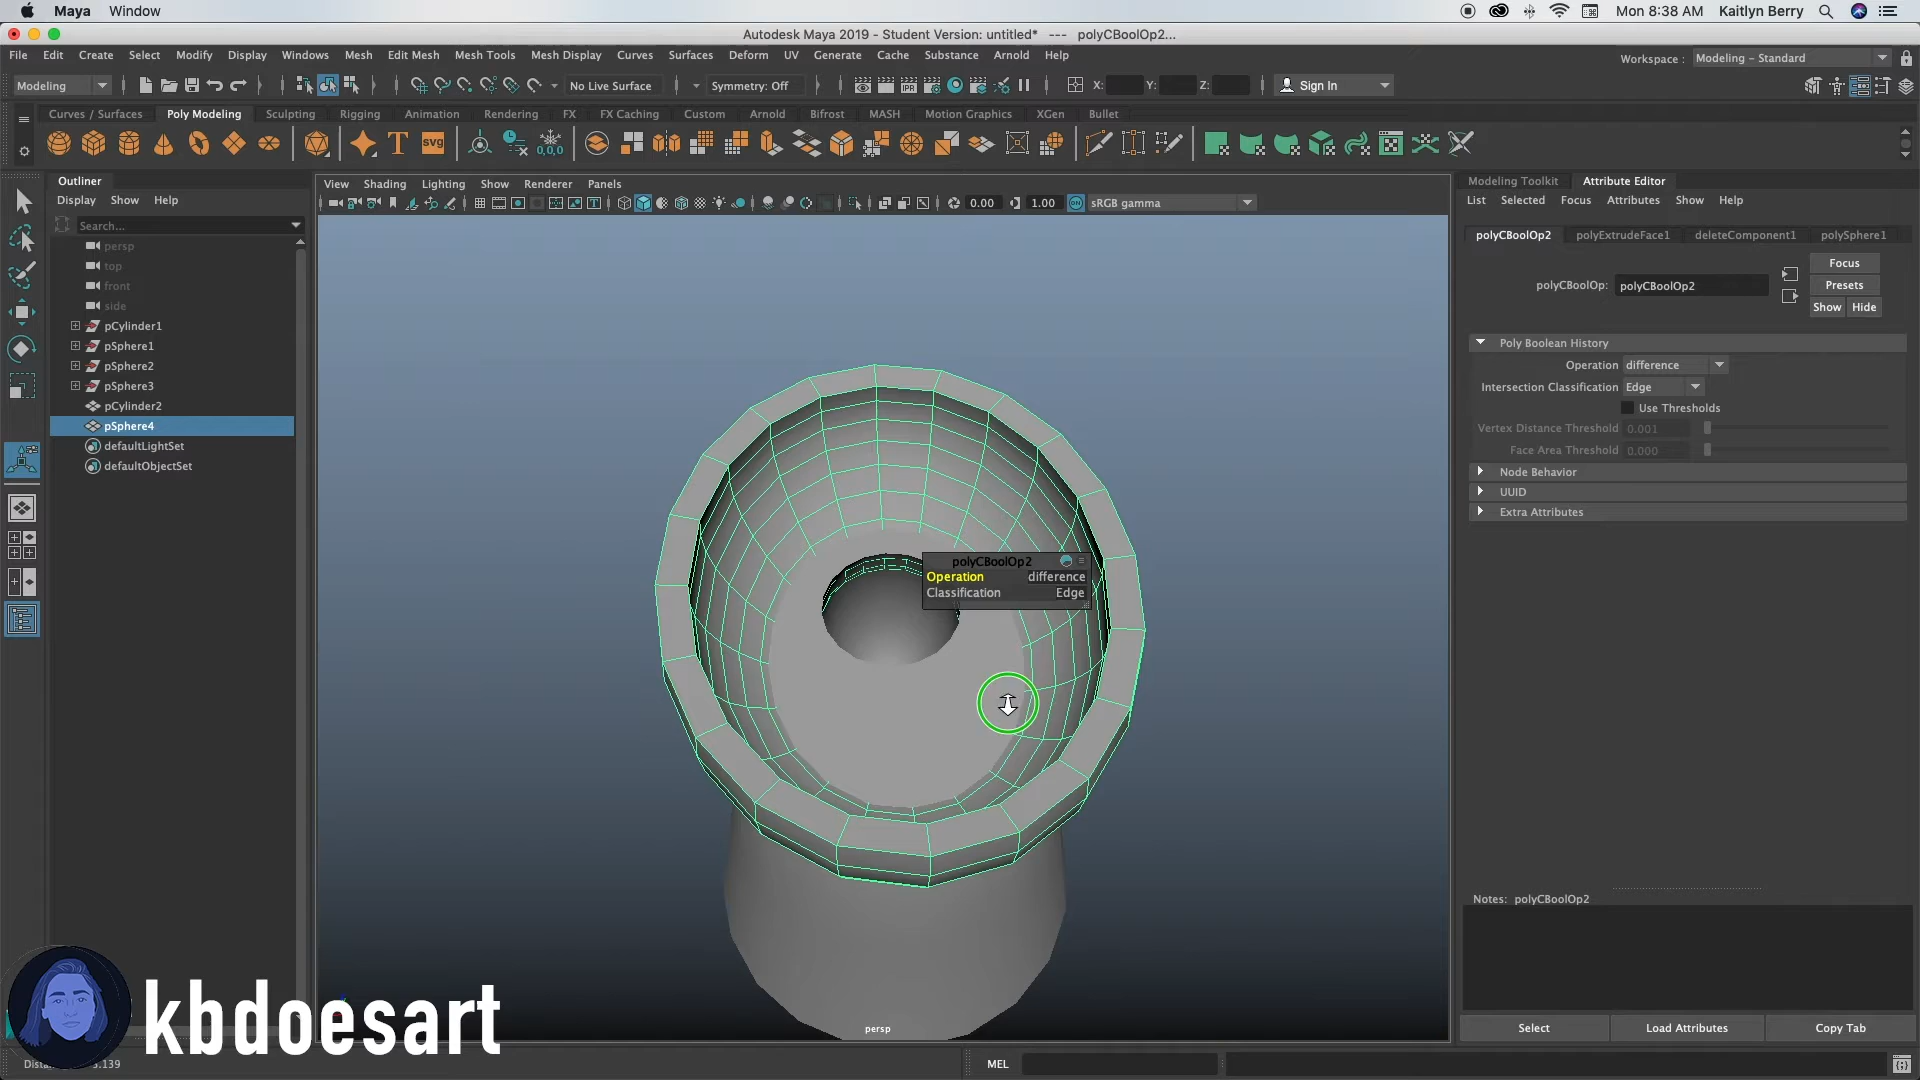 Maya Window
Mon 8:38 AM Kaitlyn Berry
Autodesk Maya 2019 - Student Version: untitled* --- polyCBoolOp2...
File Edit Create Select Modify Display Windows Mesh Edit Mesh Mesh Tools Mesh Display Curves Surfaces Deform UV Generate Cache Substance Arnold Help
Workspace : Modeling - Standard
Modeling No Live Surface Symmetry: Off X: Y: Z: Sign In
Curves / Surfaces Poly Modeling Sculpting Rigging Animation Rendering FX FX Caching Custom Arnold Bifrost MASH Motion Graphics XGen Bullet
T SVG 0,0,0
Outliner
Display Show Help
Search...
persp
top
front
side
pCylinder1
pSphere1
pSphere2
pSphere3
pCylinder2
pSphere4
defaultLightSet
defaultObjectSet
View Shading Lighting Show Renderer Panels
0.00 1.00 ON sRGB gamma
polyCBoolOp2
Operation difference
Classification Edge
persp
Modeling Toolkit Attribute Editor
List Selected Focus Attributes Show Help
polyCBoolOp2 polyExtrudeFace1 deleteComponent1 polySphere1
polyCBoolOp: polyCBoolOp2
Focus
Presets
Show Hide
Poly Boolean History
Operation difference
Intersection Classification Edge
Use Thresholds
Vertex Distance Threshold 0.001
Face Area Threshold 0.000
Node Behavior
UUID
Extra Attributes
Notes: polyCBoolOp2
Select Load Attributes Copy Tab
kbdoesart
MEL